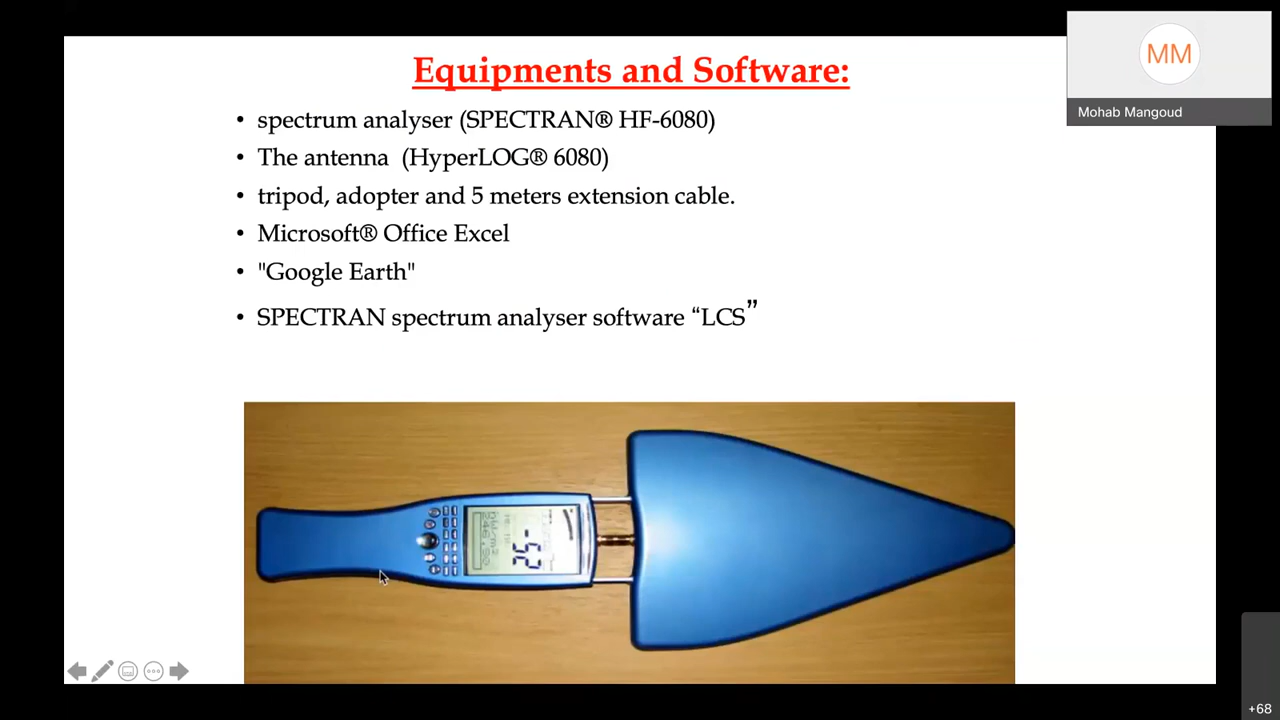 Equipments and Software:
• spectrum analyser (SPECTRAN® HF-6080)
• The antenna (HyperLOG® 6080)
• tripod, adopter and 5 meters extension cable.
• Microsoft® Office Excel
• "Google Earth"
• SPECTRAN spectrum analyser software “LCS”
MM
Mohab Mangoud
+68